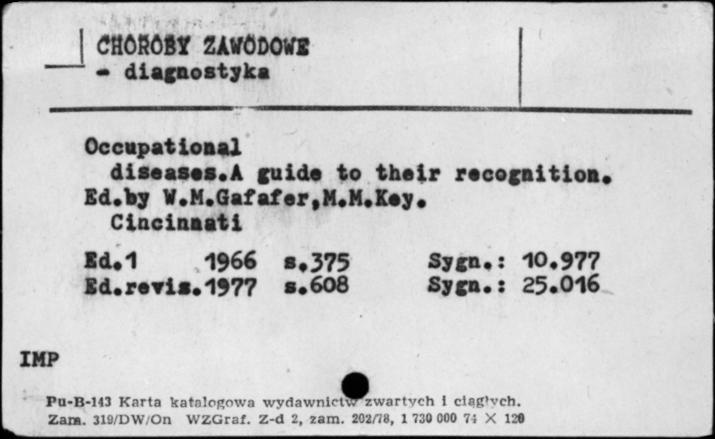 CHOROBY ZAWODOWE
- diagnostyka
Occupational
diseases.A guide to their recognition.
Ed.by W.M.Gafafer,M.M.Key.
Cincinnati
Ed.1 1966 s.375 Sygn.: 10.977
Ed.revis.1977 s.608 Sygn.: 25.016
IMP
Pu-B-143 Karta katalogowa wydawnictw zwartych i ciągłych.
Zam. 319/DW/On WZGraf. Z-d 2, zam. 202/78, 1 730 000 74 X 120